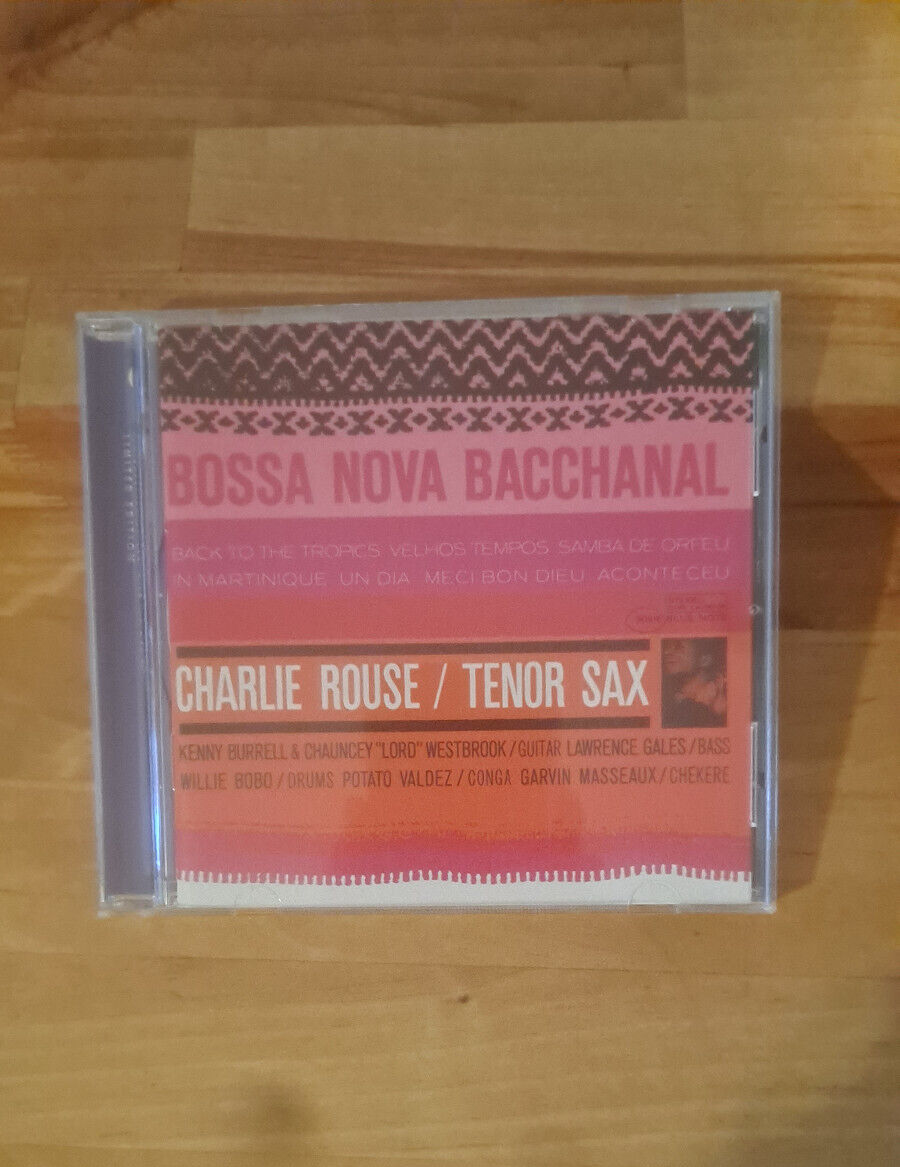 BOSSA NOVA BACCHANAL
BACK TO THE TROPICS VELHOS TEMPOS SAMBA DE ORFEU
IN MARTINIQUE UN DIA MECI BON DIEU ACONTECEU
CHARLIE ROUSE / TENOR SAX
KENNY BURRELL & CHAUNCEY "LORD" WESTBROOK / GUITAR LAWRENCE GALES / BASS
WILLIE BOBO / DRUMS POTATO VALDEZ / CONGA GARVIN MASSEAUX / CHEKERE
LIMITED EDITION